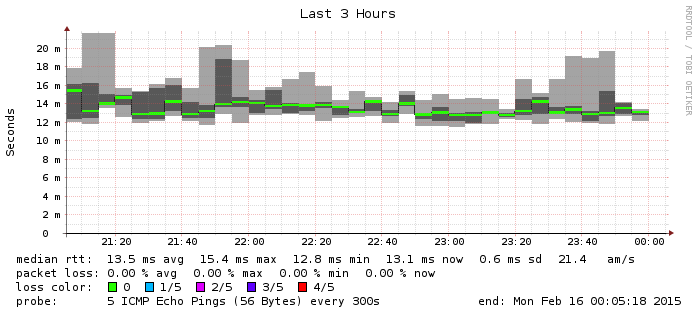 Last 3 Hours
RRDTOOL / TOBI OETIKER
Seconds
20 m
18 m
16 m
14 m
12 m
10 m
8 m
6 m
4 m
2 m
0
21:20 21:40 22:00 22:20 22:40 23:00 23:20 23:40 00:00
median rtt: 13.5 ms avg 15.4 ms max 12.8 ms min 13.1 ms now 0.6 ms sd 21.4 am/s
packet loss: 0.00 % avg 0.00 % max 0.00 % min 0.00 % now
loss color: 0 1/5 2/5 3/5 4/5
probe: 5 ICMP Echo Pings (56 Bytes) every 300s end: Mon Feb 16 00:05:18 2015